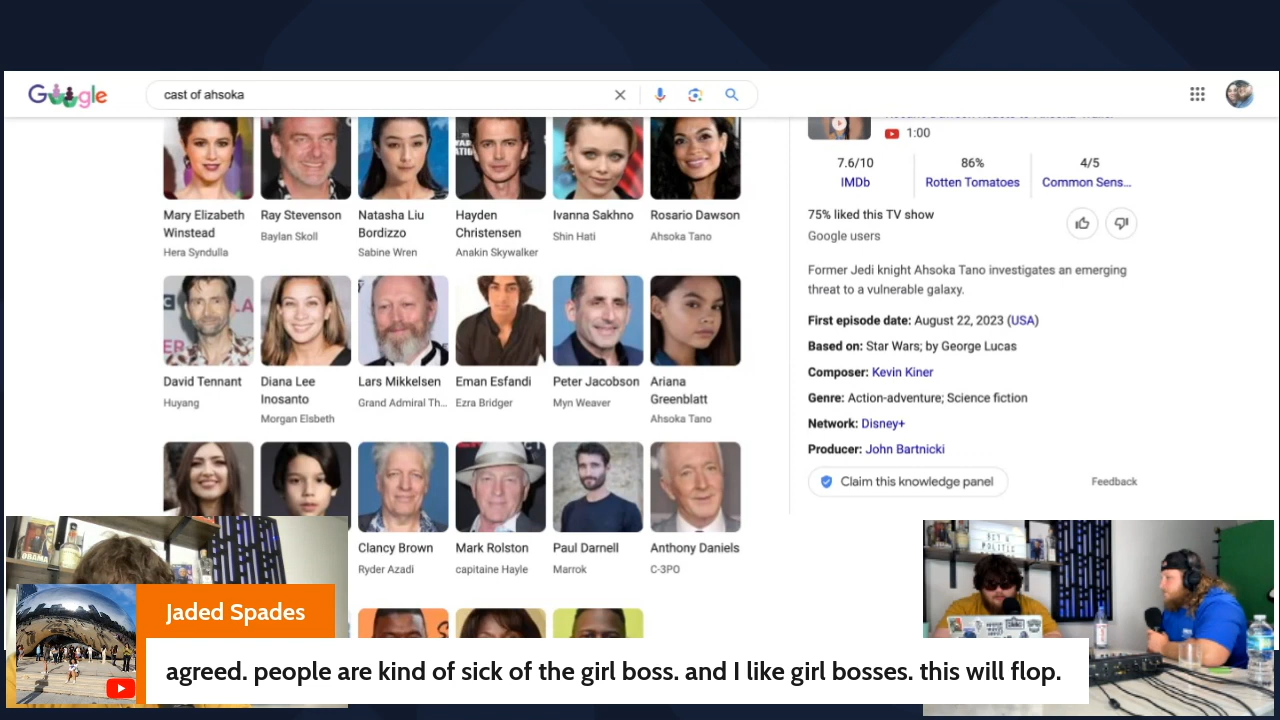 Google
cast of ahsoka
1:00
7.6/10
IMDb
86%
Rotten Tomatoes
4/5
Common Sens...
75% liked this TV show
Google users
Former Jedi knight Ahsoka Tano investigates an emerging
threat to a vulnerable galaxy.
First episode date: August 22, 2023 (USA)
Based on: Star Wars; by George Lucas
Composer: Kevin Kiner
Genre: Action-adventure; Science fiction
Network: Disney+
Producer: John Bartnicki
Claim this knowledge panel
Feedback
Mary Elizabeth
Winstead
Hera Syndulla
Ray Stevenson
Baylan Skoll
Natasha Liu
Bordizzo
Sabine Wren
Hayden
Christensen
Anakin Skywalker
Ivanna Sakhno
Shin Hati
Rosario Dawson
Ahsoka Tano
David Tennant
Huyang
Diana Lee
Inosanto
Morgan Elsbeth
Lars Mikkelsen
Grand Admiral Th...
Eman Esfandi
Ezra Bridger
Peter Jacobson
Myn Weaver
Ariana
Greenblatt
Ahsoka Tano
Clancy Brown
Ryder Azadi
Mark Rolston
capitaine Hayle
Paul Darnell
Marrok
Anthony Daniels
C-3PO
Jaded Spades
agreed. people are kind of sick of the girl boss. and I like girl bosses. this will flop.